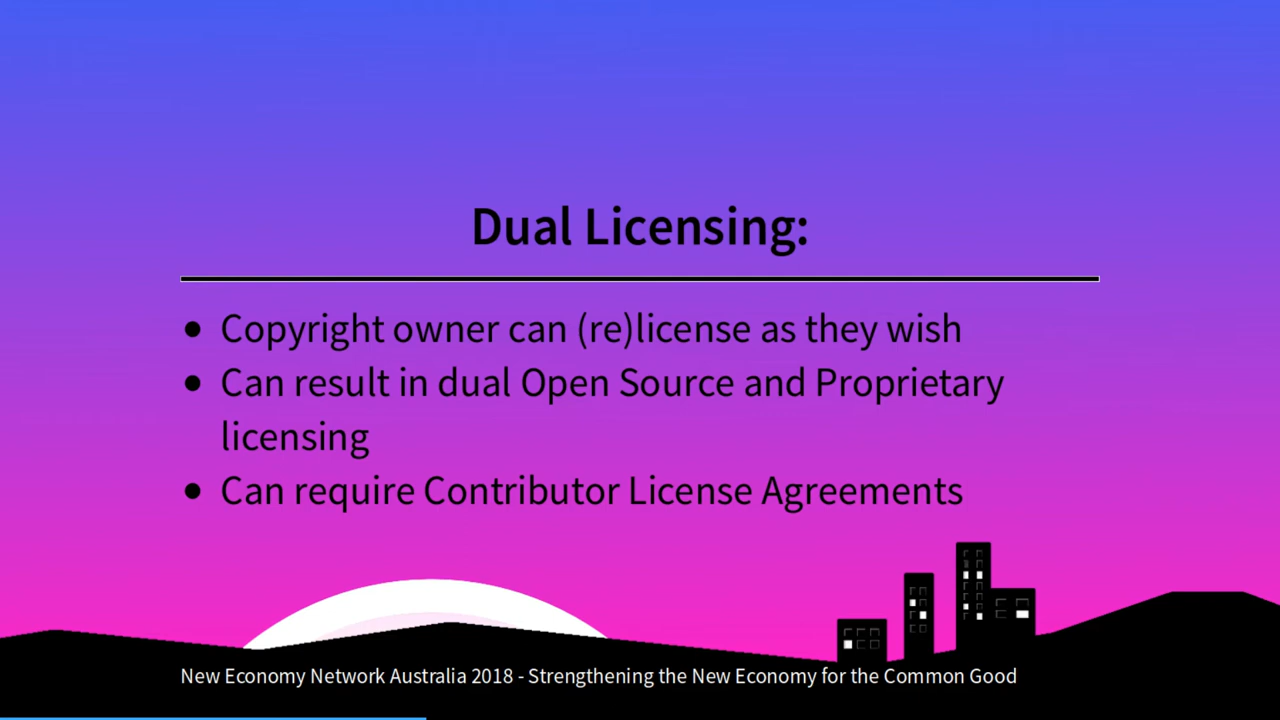 Dual Licensing:
• Copyright owner can (re)license as they wish
• Can result in dual Open Source and Proprietary
licensing
• Can require Contributor License Agreements
New Economy Network Australia 2018 - Strengthening the New Economy for the Common Good